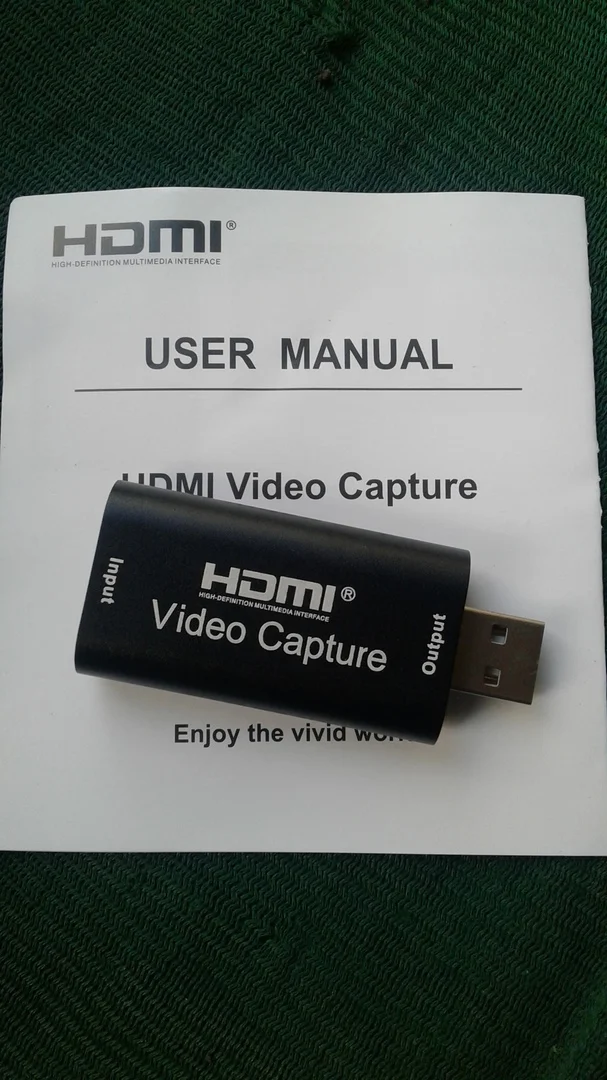 HDMI®
HIGH-DEFINITION MULTIMEDIA INTERFACE
USER MANUAL
HDMI Video Capture
Input
HDMI®
HIGH-DEFINITION MULTIMEDIA INTERFACE
Video Capture
Output
Enjoy the vivid